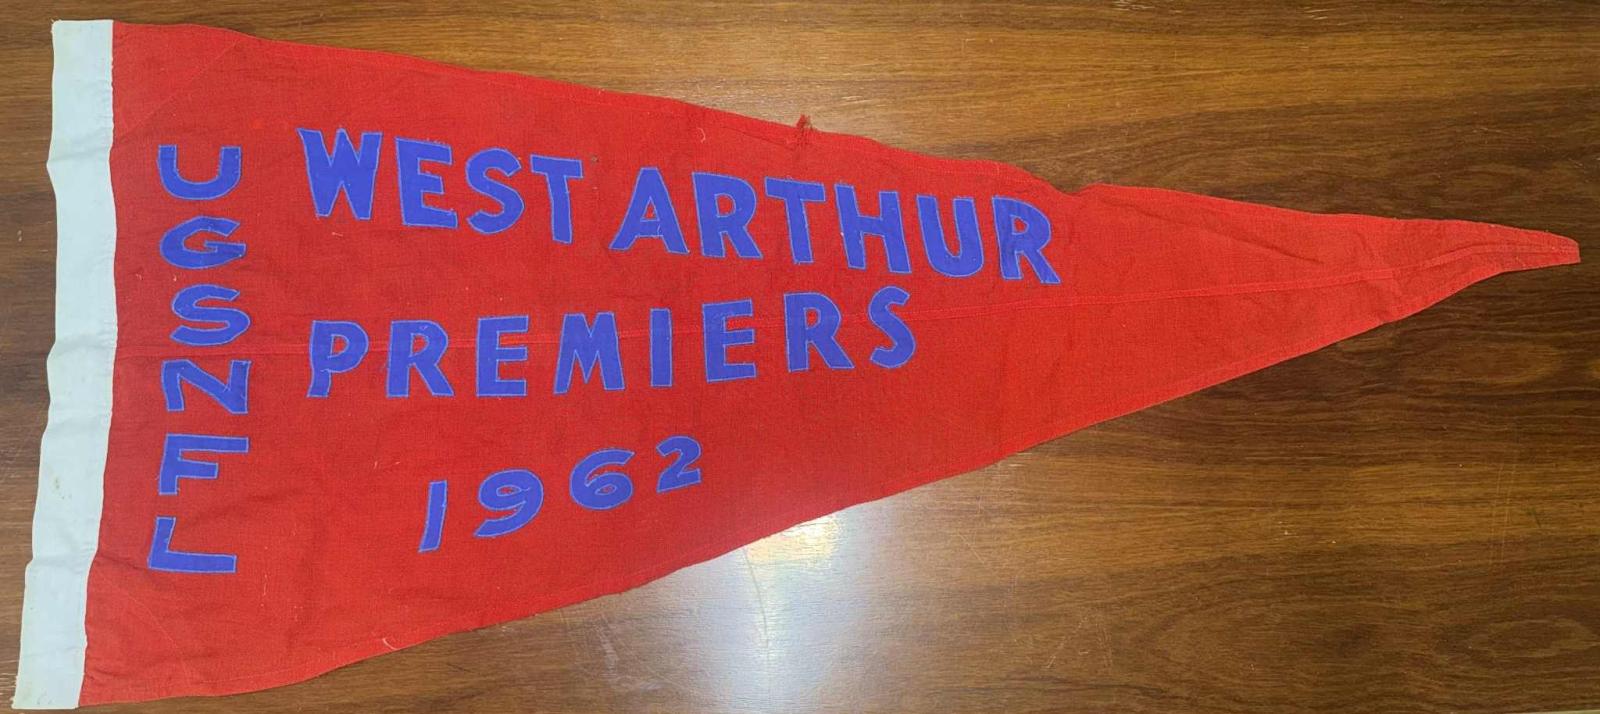 UGSNFL
WEST ARTHUR
PREMIERS
1962